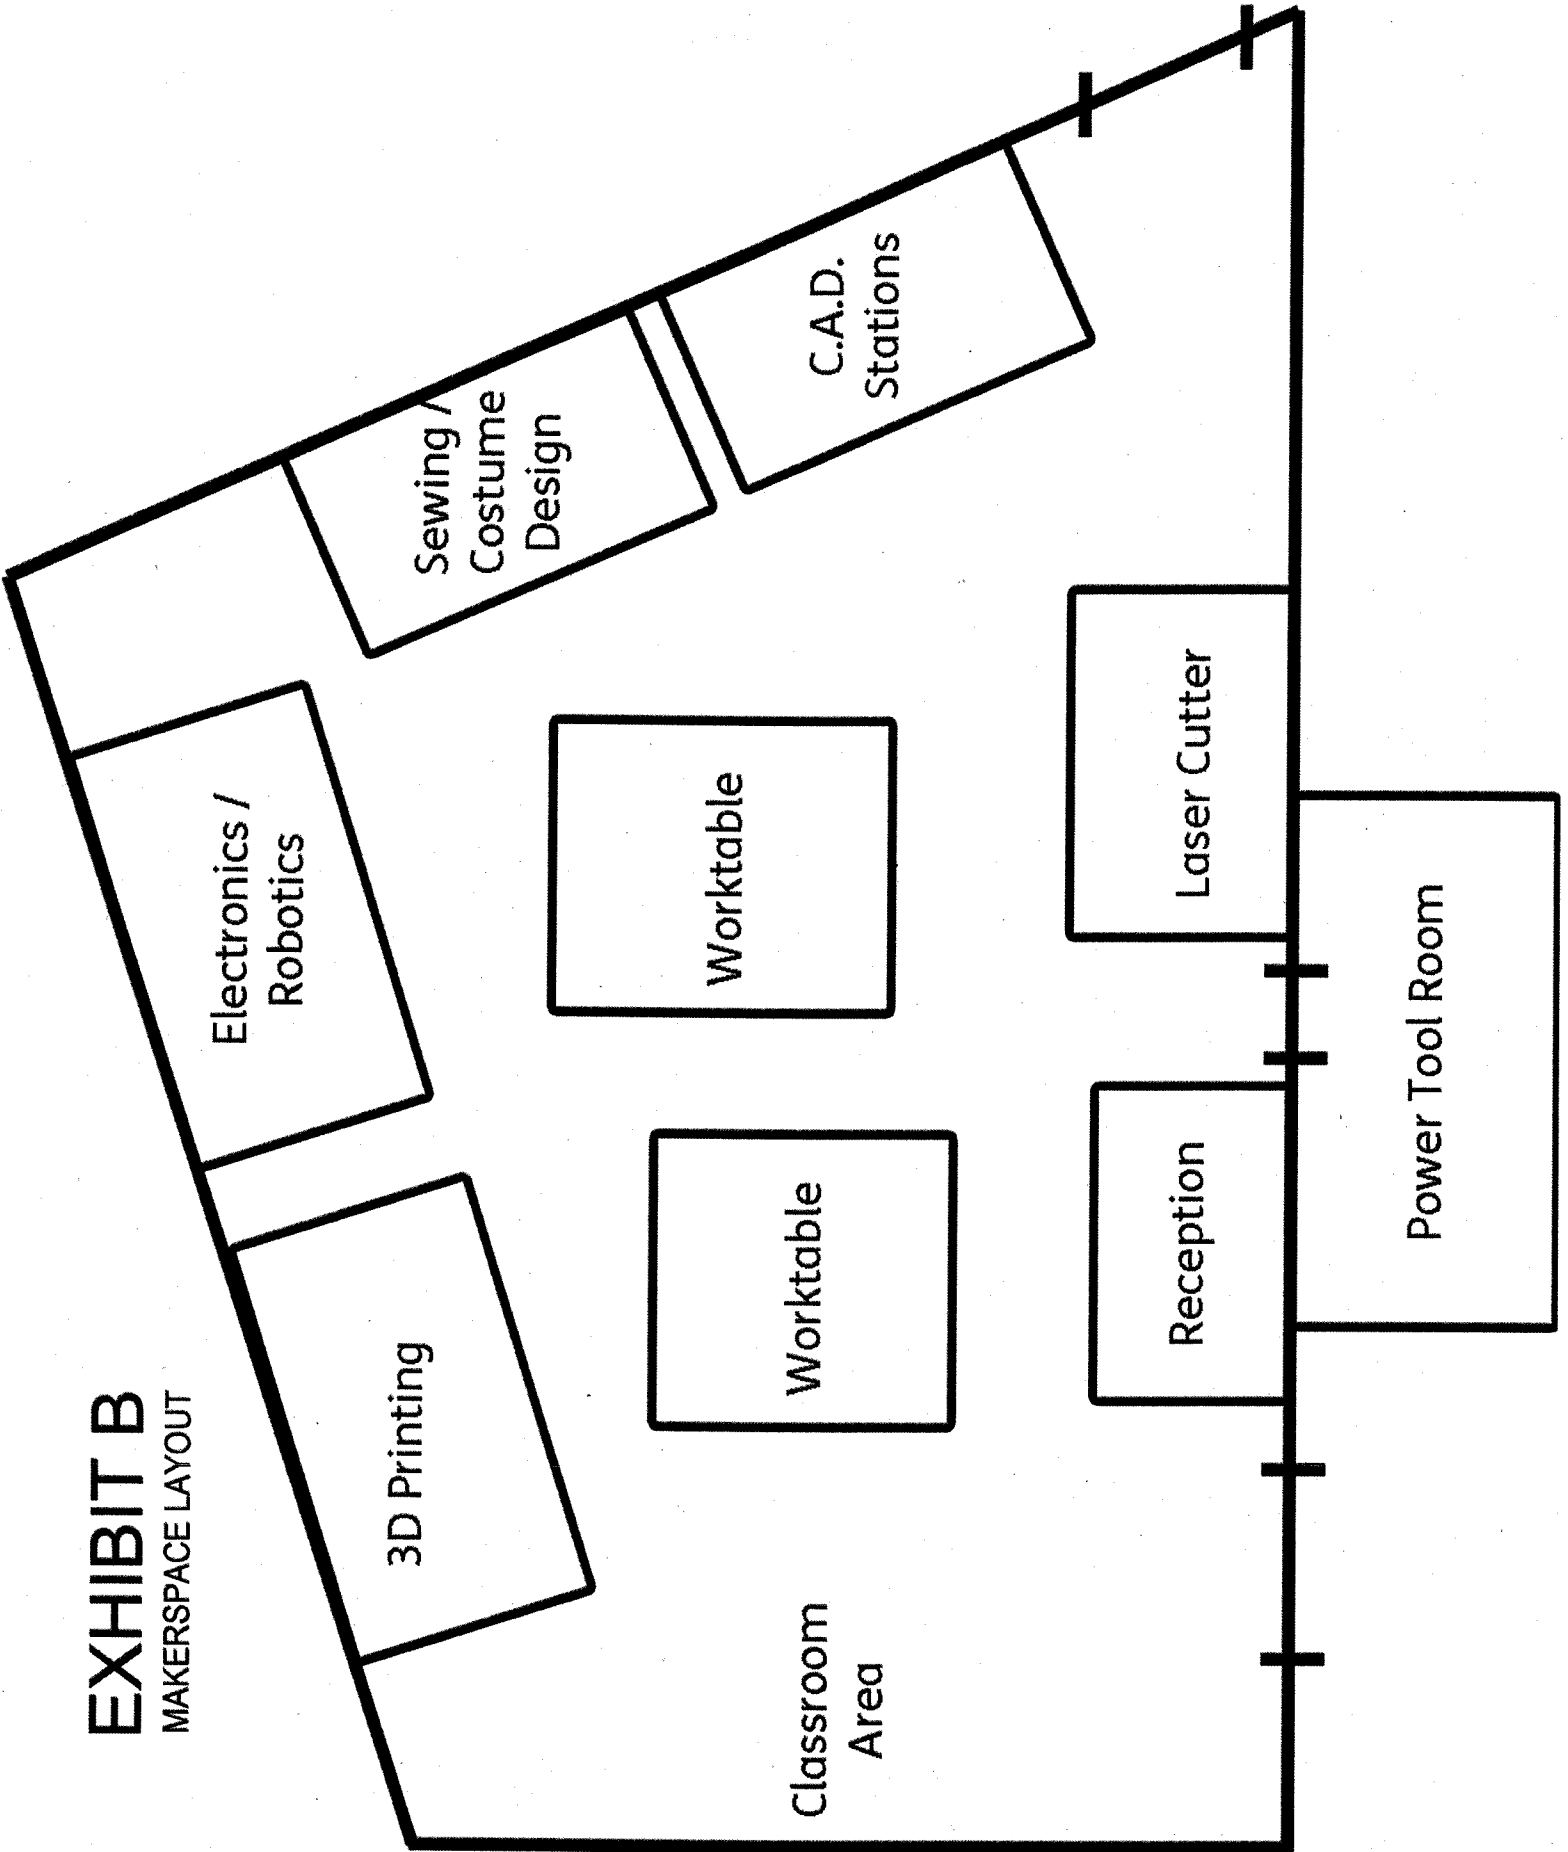 EXHIBIT B
MAKERSPACE LAYOUT
3D Printing
Electronics /
Robotics
Sewing /
Costume
Design
C.A.D.
Stations
Worktable
Worktable
Classroom
Area
Reception
Laser Cutter
Power Tool Room